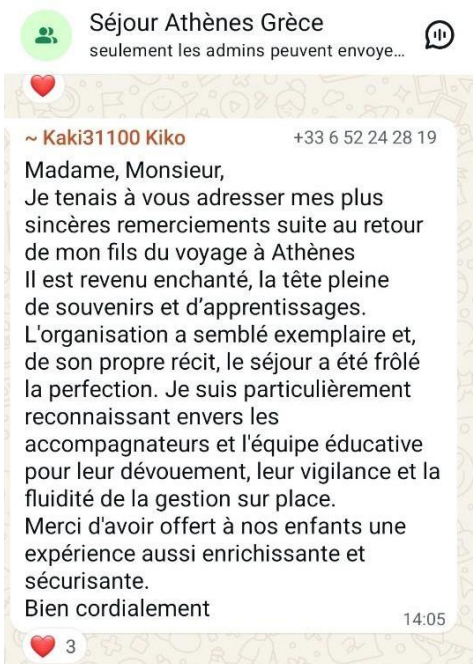 Séjour Athènes Grèce
seulement les admins peuvent envoye...
~ Kaki31100 Kiko +33 6 52 24 28 19
Madame, Monsieur,
Je tenais à vous adresser mes plus
sincères remerciements suite au retour
de mon fils du voyage à Athènes
Il est revenu enchanté, la tête pleine
de souvenirs et d’apprentissages.
L'organisation a semblé exemplaire et,
de son propre récit, le séjour a été frôlé
la perfection. Je suis particulièrement
reconnaissant envers les
accompagnateurs et l'équipe éducative
pour leur dévouement, leur vigilance et la
fluidité de la gestion sur place.
Merci d'avoir offert à nos enfants une
expérience aussi enrichissante et
sécurisante.
Bien cordialement
14:05
3